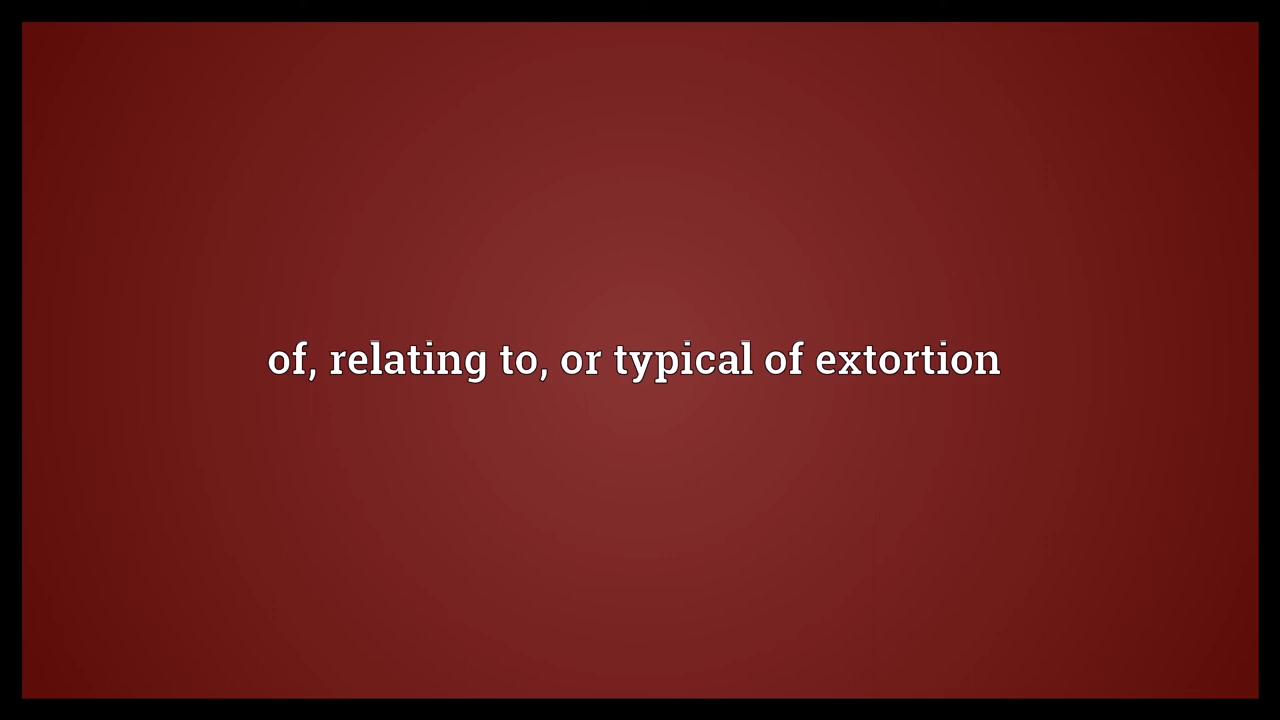 of, relating to, or typical of extortion